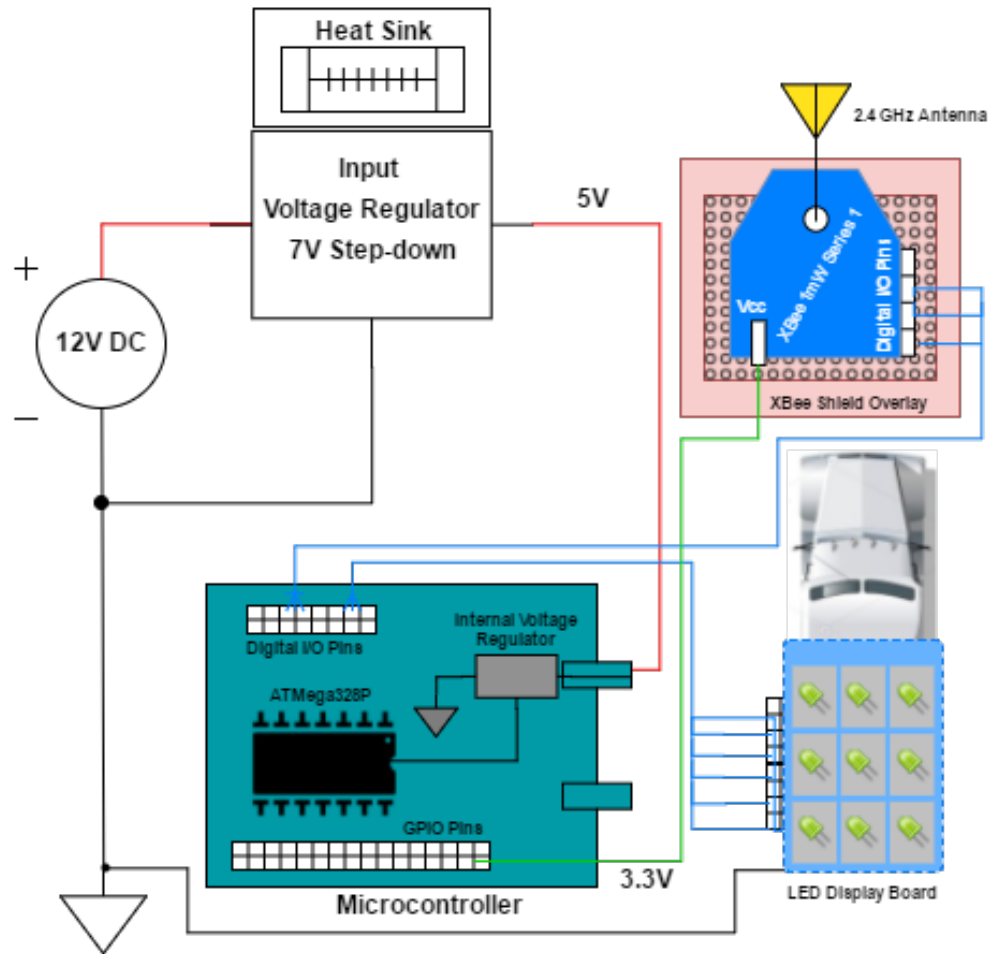 Heat Sink
Input
Voltage Regulator
7V Step-down
5V
+
12V DC
−
2.4 GHz Antenna
XBee 1mW Series 1
Vcc
Digital I/O Pins
XBee Shield Overlay
Digital I/O Pins
Internal Voltage
Regulator
ATMega328P
GPIO Pins
3.3V
Microcontroller
LED Display Board